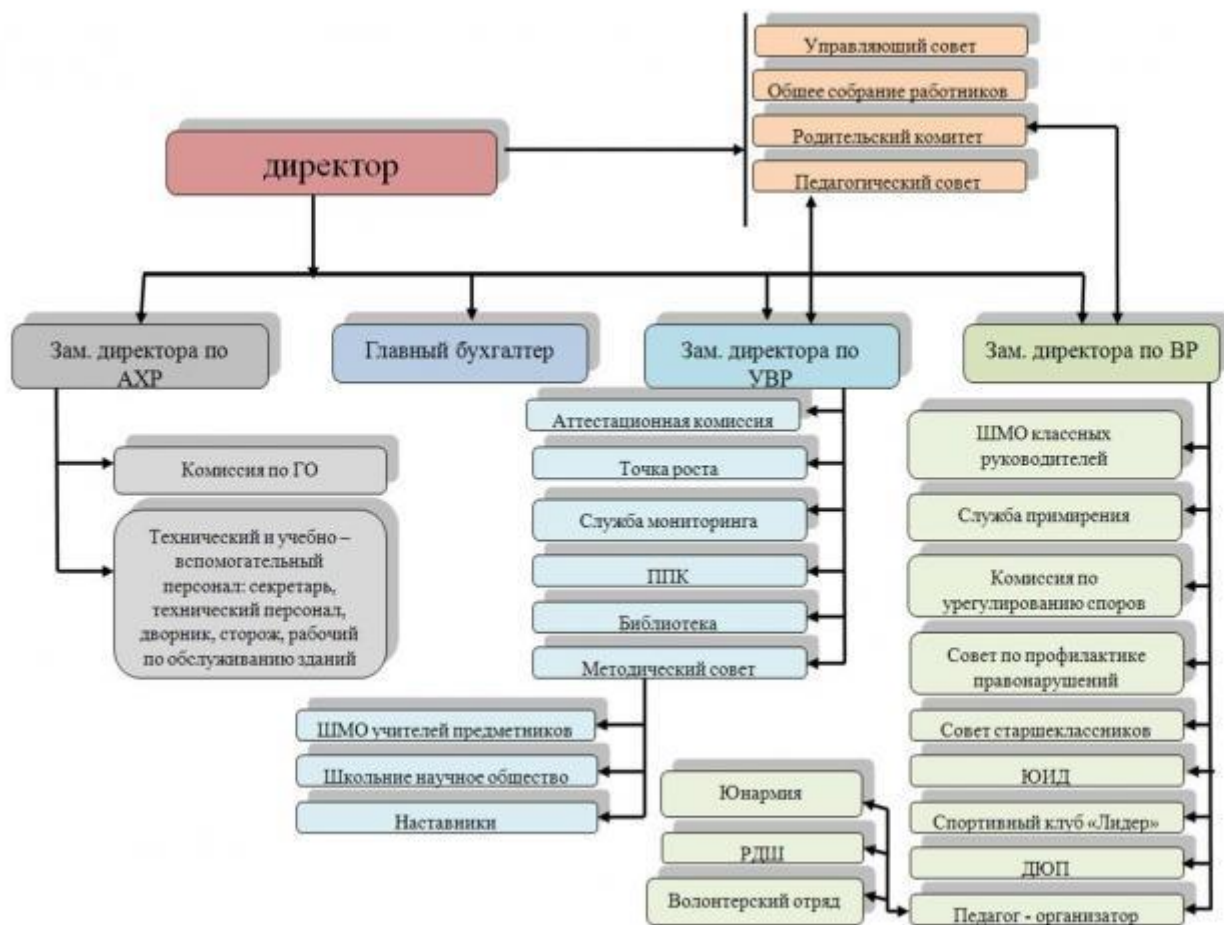 Управляющий совет
Общее собрание работников
Родительский комитет
Педагогический совет
директор
Зам. директора по
АХР
Главный бухгалтер
Зам. директора по
УВР
Зам. директора по ВР
Комиссия по ГО
Технический и учебно –
вспомогательный
персонал: секретарь,
технический персонал,
дворник, сторож, рабочий
по обслуживанию зданий
Аттестационная комиссия
Точка роста
Служба мониторинга
ППК
Библиотека
Методический совет
ШМО учителей предметников
Школьние научное общество
Наставники
ШМО классных
руководителей
Служба примирения
Комиссия по
урегулированию споров
Совет по профилактике
правонарушений
Совет старшеклассников
ЮИД
Спортивный клуб «Лидер»
ДЮП
Педагог - организатор
Юнармия
РДШ
Волонтерский отряд